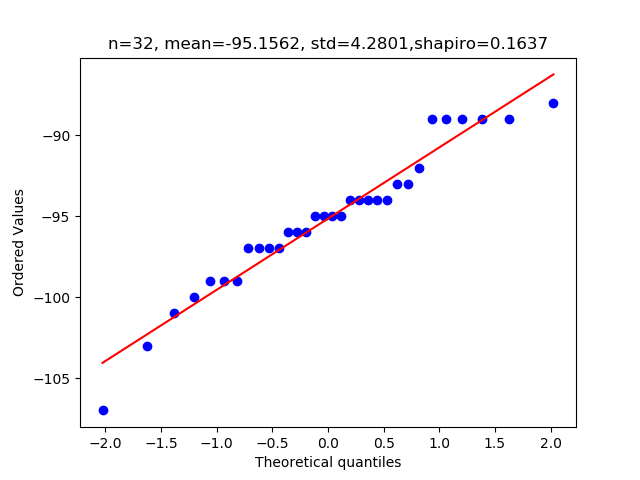 n=32, mean=-95.1562, std=4.2801,shapiro=0.1637
Ordered Values
−90
−95
−100
−105
−2.0 −1.5 −1.0 −0.5 0.0 0.5 1.0 1.5 2.0
Theoretical quantiles